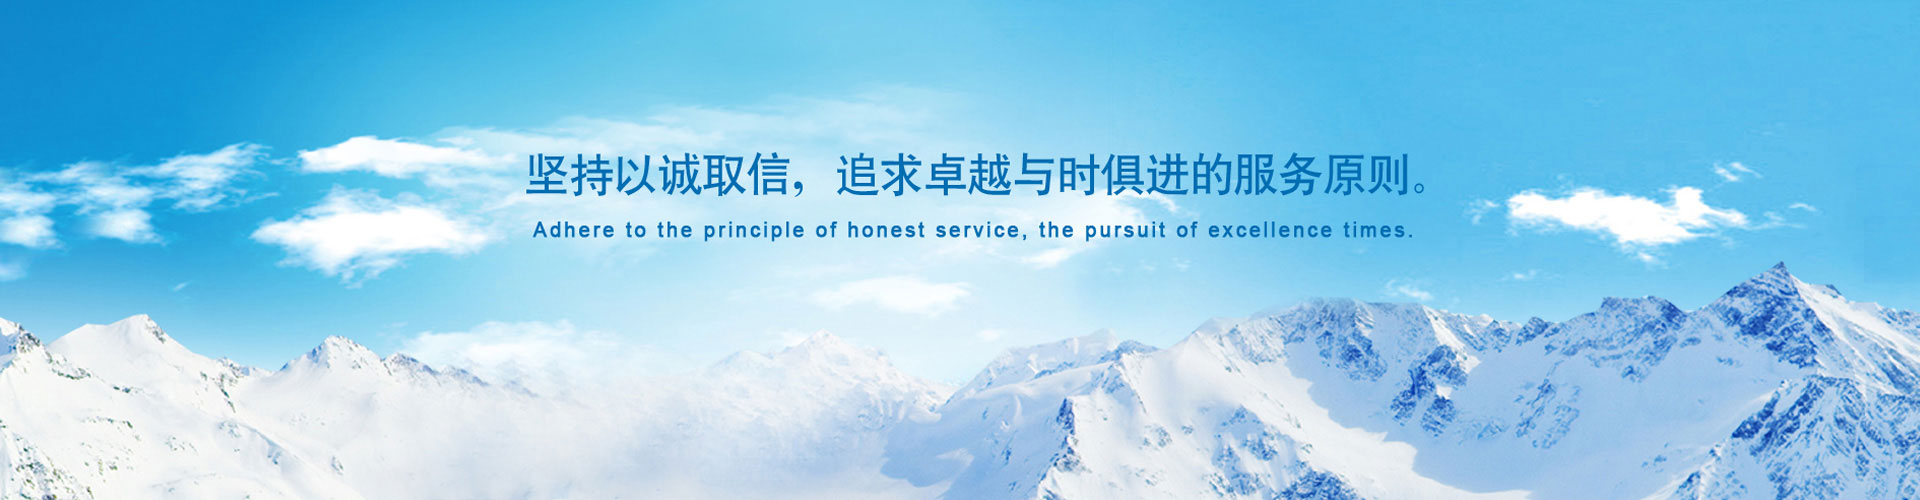 坚持以诚取信，追求卓越与时俱进的服务原则。
Adhere to the principle of honest service, the pursuit of excellence times.